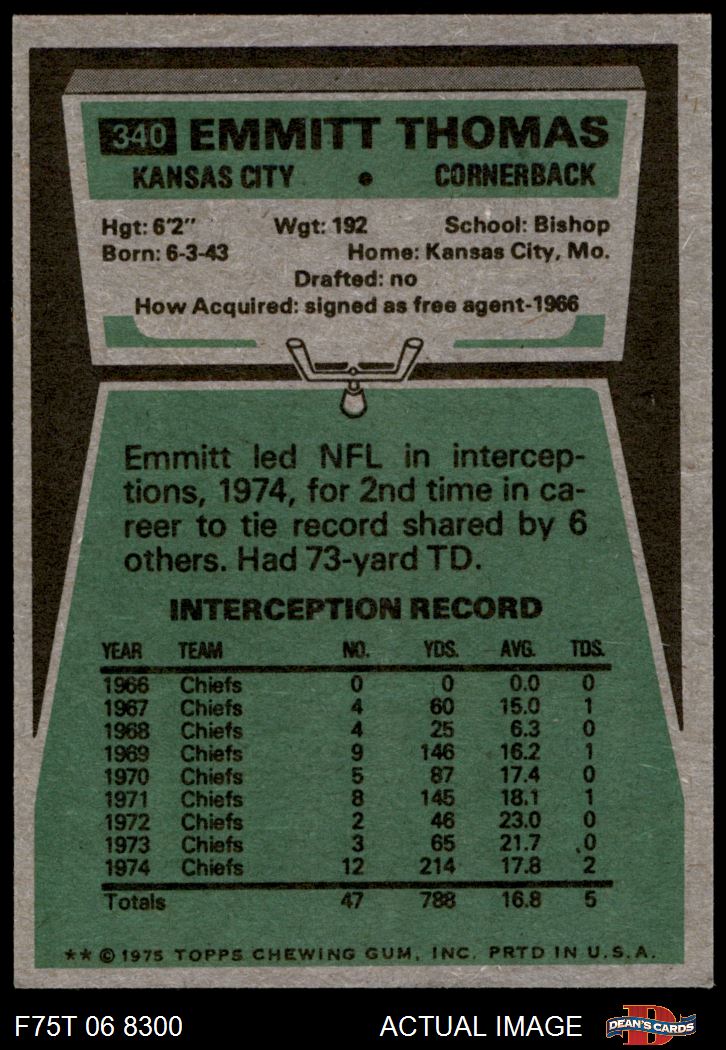 340 EMMITT THOMAS
KANSAS CITY • CORNERBACK
Hgt: 6'2" Wgt: 192 School: Bishop
Born: 6-3-43 Home: Kansas City, Mo.
Drafted: no
How Acquired: signed as free agent-1966
Emmitt led NFL in intercep-
tions, 1974, for 2nd time in ca-
reer to tie record shared by 6
others. Had 73-yard TD.
INTERCEPTION RECORD
YEAR TEAM NO. YDS. AVG. TDS.
1966 Chiefs 0 0 0.0 0
1967 Chiefs 4 60 15.0 1
1968 Chiefs 4 25 6.3 0
1969 Chiefs 9 146 16.2 1
1970 Chiefs 5 87 17.4 0
1971 Chiefs 8 145 18.1 1
1972 Chiefs 2 46 23.0 0
1973 Chiefs 3 65 21.7 0
1974 Chiefs 12 214 17.8 2
Totals 47 788 16.8 5
** © 1975 TOPPS CHEWING GUM, INC. PRTD IN U.S.A.
F75T 06 8300 ACTUAL IMAGE DEAN'S CARDS